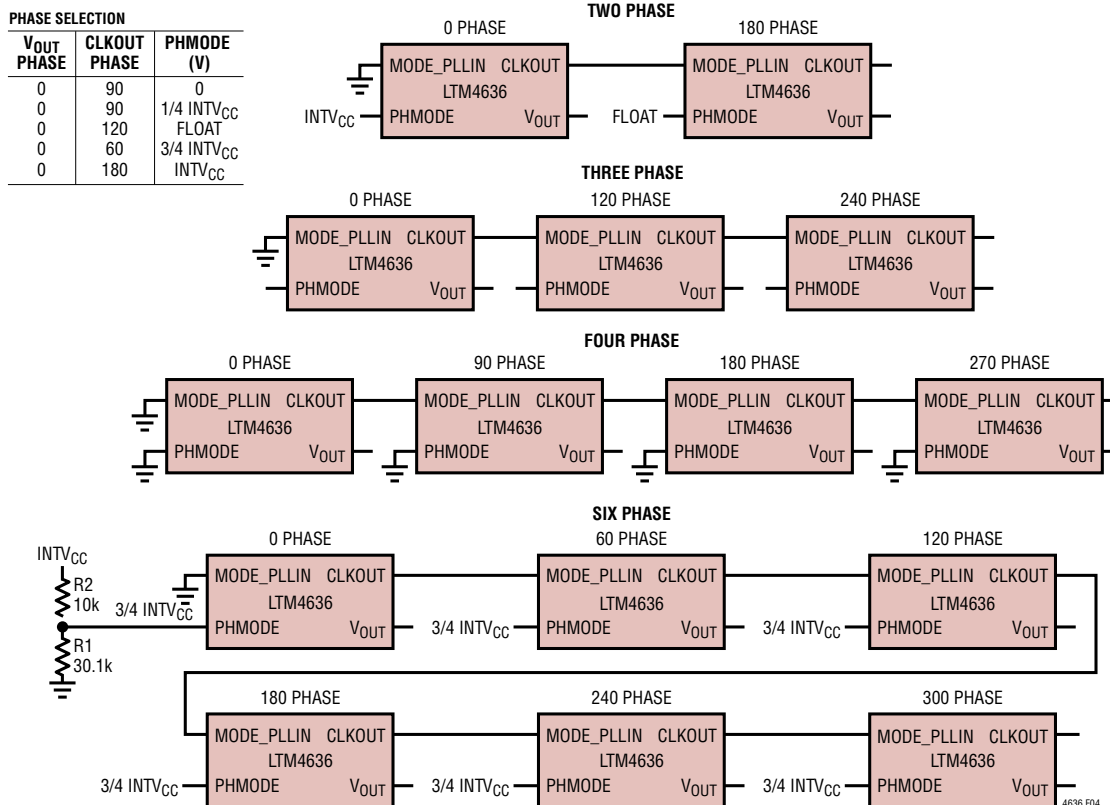 PHASE SELECTION
VOUT PHASE CLKOUT PHASE PHMODE (V)
0 90 0
0 90 1/4 INTVCC
0 120 FLOAT
0 60 3/4 INTVCC
0 180 INTVCC
TWO PHASE
0 PHASE 180 PHASE
MODE_PLLIN CLKOUT MODE_PLLIN CLKOUT
LTM4636 LTM4636
INTVCC PHMODE VOUT FLOAT PHMODE VOUT
THREE PHASE
0 PHASE 120 PHASE 240 PHASE
MODE_PLLIN CLKOUT MODE_PLLIN CLKOUT MODE_PLLIN CLKOUT
LTM4636 LTM4636 LTM4636
PHMODE VOUT PHMODE VOUT PHMODE VOUT
FOUR PHASE
0 PHASE 90 PHASE 180 PHASE 270 PHASE
MODE_PLLIN CLKOUT MODE_PLLIN CLKOUT MODE_PLLIN CLKOUT MODE_PLLIN CLKOUT
LTM4636 LTM4636 LTM4636 LTM4636
PHMODE VOUT PHMODE VOUT PHMODE VOUT PHMODE VOUT
SIX PHASE
0 PHASE 60 PHASE 120 PHASE
INTVCC
R2
10k
3/4 INTVCC
R1
30.1k
MODE_PLLIN CLKOUT MODE_PLLIN CLKOUT MODE_PLLIN CLKOUT
LTM4636 LTM4636 LTM4636
PHMODE VOUT 3/4 INTVCC PHMODE VOUT 3/4 INTVCC PHMODE VOUT
180 PHASE 240 PHASE 300 PHASE
MODE_PLLIN CLKOUT MODE_PLLIN CLKOUT MODE_PLLIN CLKOUT
LTM4636 LTM4636 LTM4636
3/4 INTVCC PHMODE VOUT 3/4 INTVCC PHMODE VOUT 3/4 INTVCC PHMODE VOUT
4636 F04